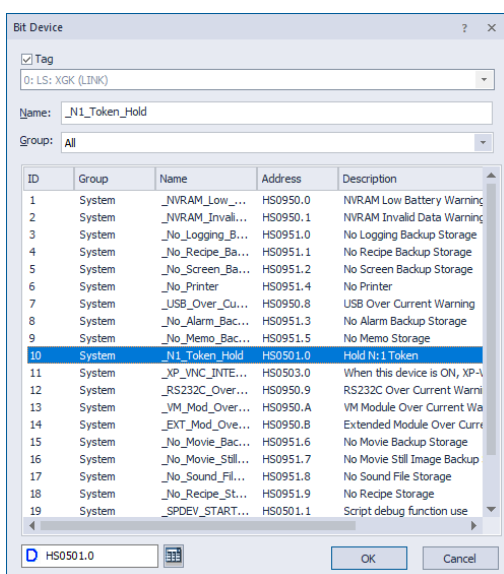 Bit Device ? ×
Tag
0: LS: XGK (LINK)
Name: _N1_Token_Hold
Group: All
ID Group Name Address Description
1 System _NVRAM_Low_... HS0950.0 NVRAM Low Battery Warning
2 System _NVRAM_Invali... HS0950.1 NVRAM Invalid Data Warning
3 System _No_Logging_B... HS0951.0 No Logging Backup Storage
4 System _No_Recipe_Ba... HS0951.1 No Recipe Backup Storage
5 System _No_Screen_Ba... HS0951.2 No Screen Backup Storage
6 System _No_Printer HS0951.4 No Printer
7 System _USB_Over_Cu... HS0950.8 USB Over Current Warning
8 System _No_Alarm_Bac... HS0951.3 No Alarm Backup Storage
9 System _No_Memo_Bac... HS0951.5 No Memo Storage
10 System _N1_Token_Hold HS0501.0 Hold N:1 Token
11 System _XP_VNC_INTE... HS0503.0 When this device is ON, XP-V
12 System _RS232C_Over... HS0950.9 RS232C Over Current Warni
13 System _VM_Mod_Over... HS0950.A VM Module Over Current Wa
14 System _EXT_Mod_Ove... HS0950.B Extended Module Over Curre
15 System _No_Movie_Bac... HS0951.6 No Movie Backup Storage
16 System _No_Movie_Still... HS0951.7 No Movie Still Image Backup
17 System _No_Sound_Fil... HS0951.8 No Sound File Storage
18 System _No_Recipe_St... HS0951.9 No Recipe Storage
19 System _SPDEV_START... HS0501.1 Script debug function use
D HS0501.0 OK Cancel